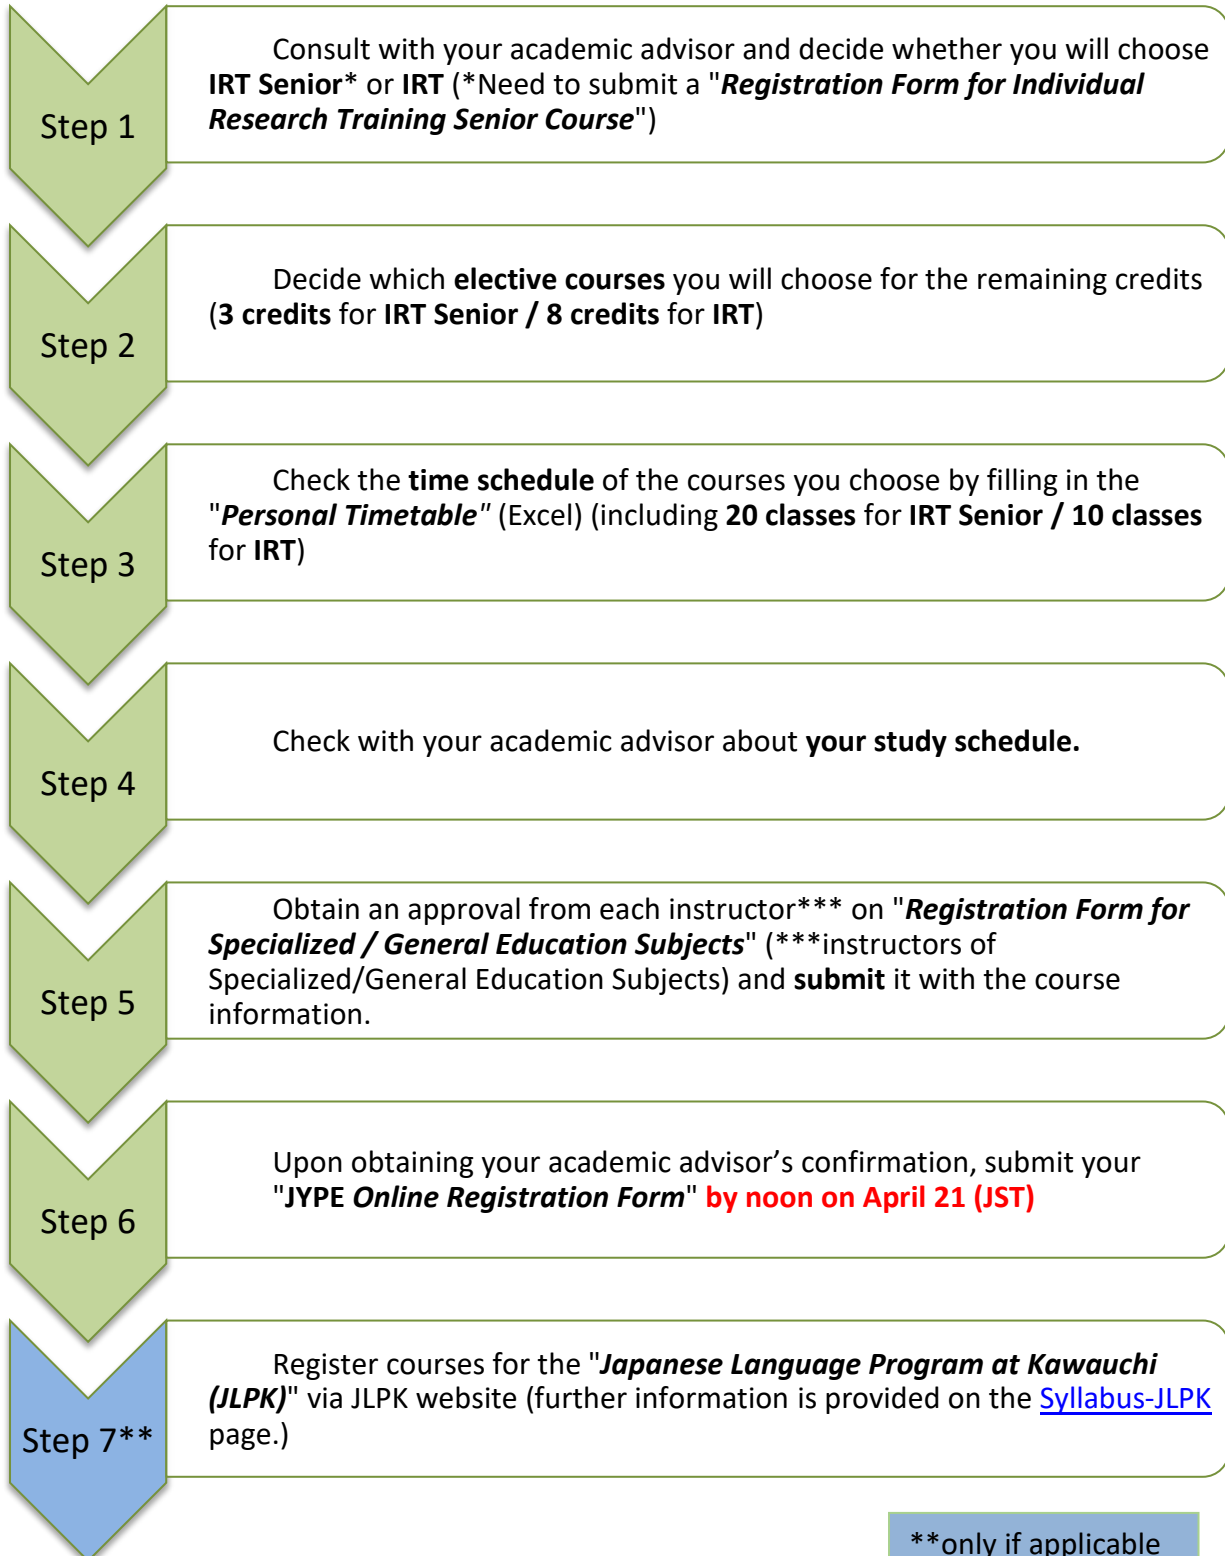 Step 1
Consult with your academic advisor and decide whether you will choose
IRT Senior* or IRT (*Need to submit a "Registration Form for Individual
Research Training Senior Course")
Step 2
Decide which elective courses you will choose for the remaining credits
(3 credits for IRT Senior / 8 credits for IRT)
Step 3
Check the time schedule of the courses you choose by filling in the
"Personal Timetable" (Excel) (including 20 classes for IRT Senior / 10 classes
for IRT)
Step 4
Check with your academic advisor about your study schedule.
Step 5
Obtain an approval from each instructor*** on "Registration Form for
Specialized / General Education Subjects" (***instructors of
Specialized/General Education Subjects) and submit it with the course
information.
Step 6
Upon obtaining your academic advisor’s confirmation, submit your
"JYPE Online Registration Form" by noon on April 21 (JST)
Step 7**
Register courses for the "Japanese Language Program at Kawauchi
(JLPK)" via JLPK website (further information is provided on the Syllabus-JLPK
page.)
**only if applicable